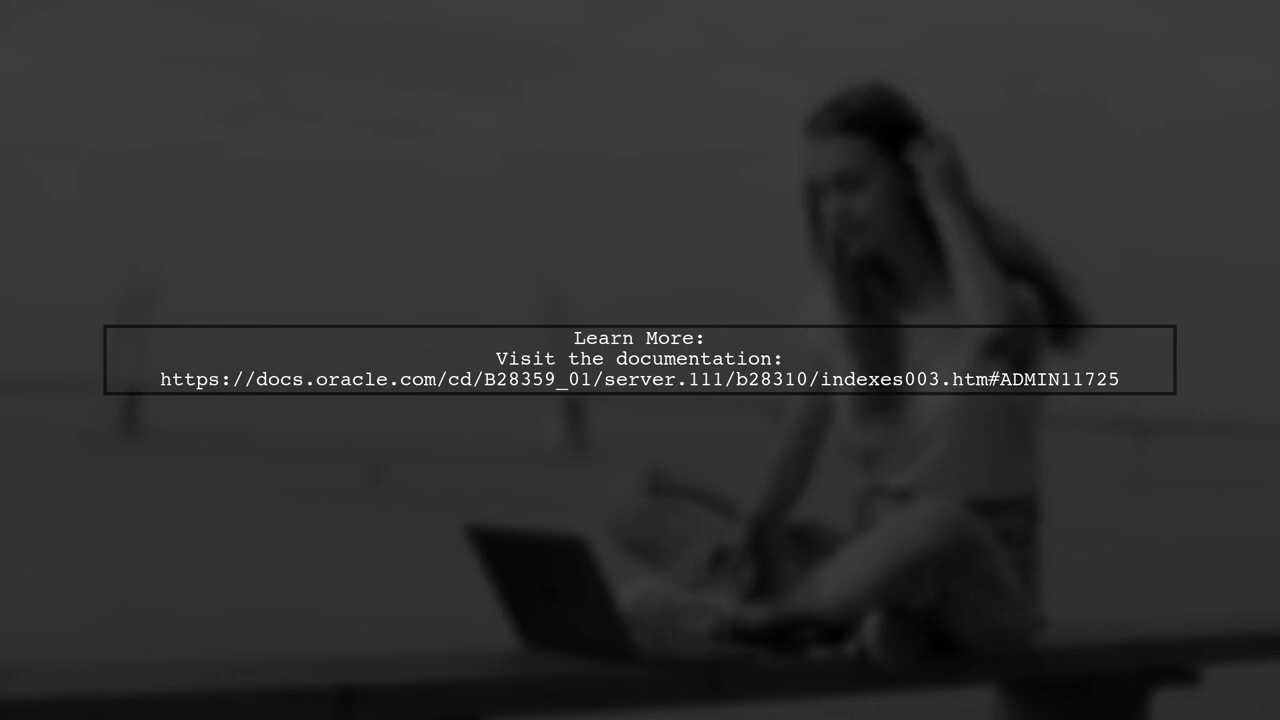 Learn More:
Visit the documentation:
https://docs.oracle.com/cd/B28359_01/server.111/b28310/indexes003.htm#ADMIN11725